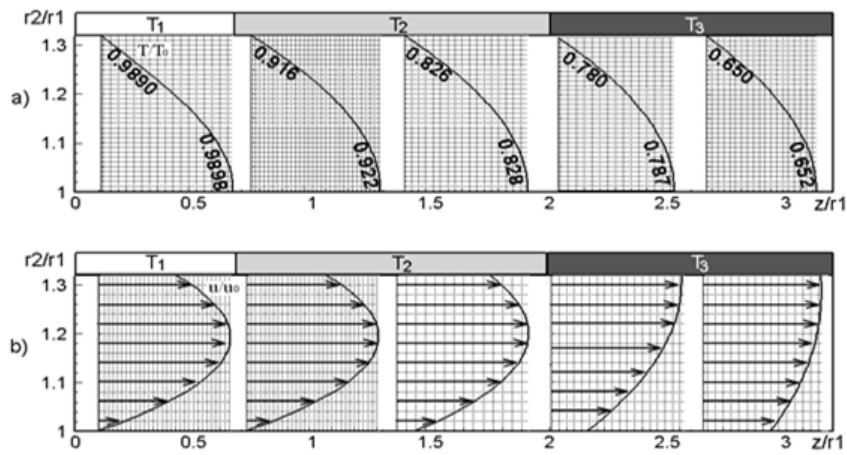 r2/r1
T1
T2
T3
1.3
1.2
1.1
1
a)
T/T0
0.9890
0.9898
0.916
0.922
0.826
0.828
0.780
0.787
0.650
0.652
0 0.5 1 1.5 2 2.5 3 z/r1
r2/r1
T1
T2
T3
1.3
1.2
1.1
1
b)
u/u0
0 0.5 1 1.5 2 2.5 3 z/r1